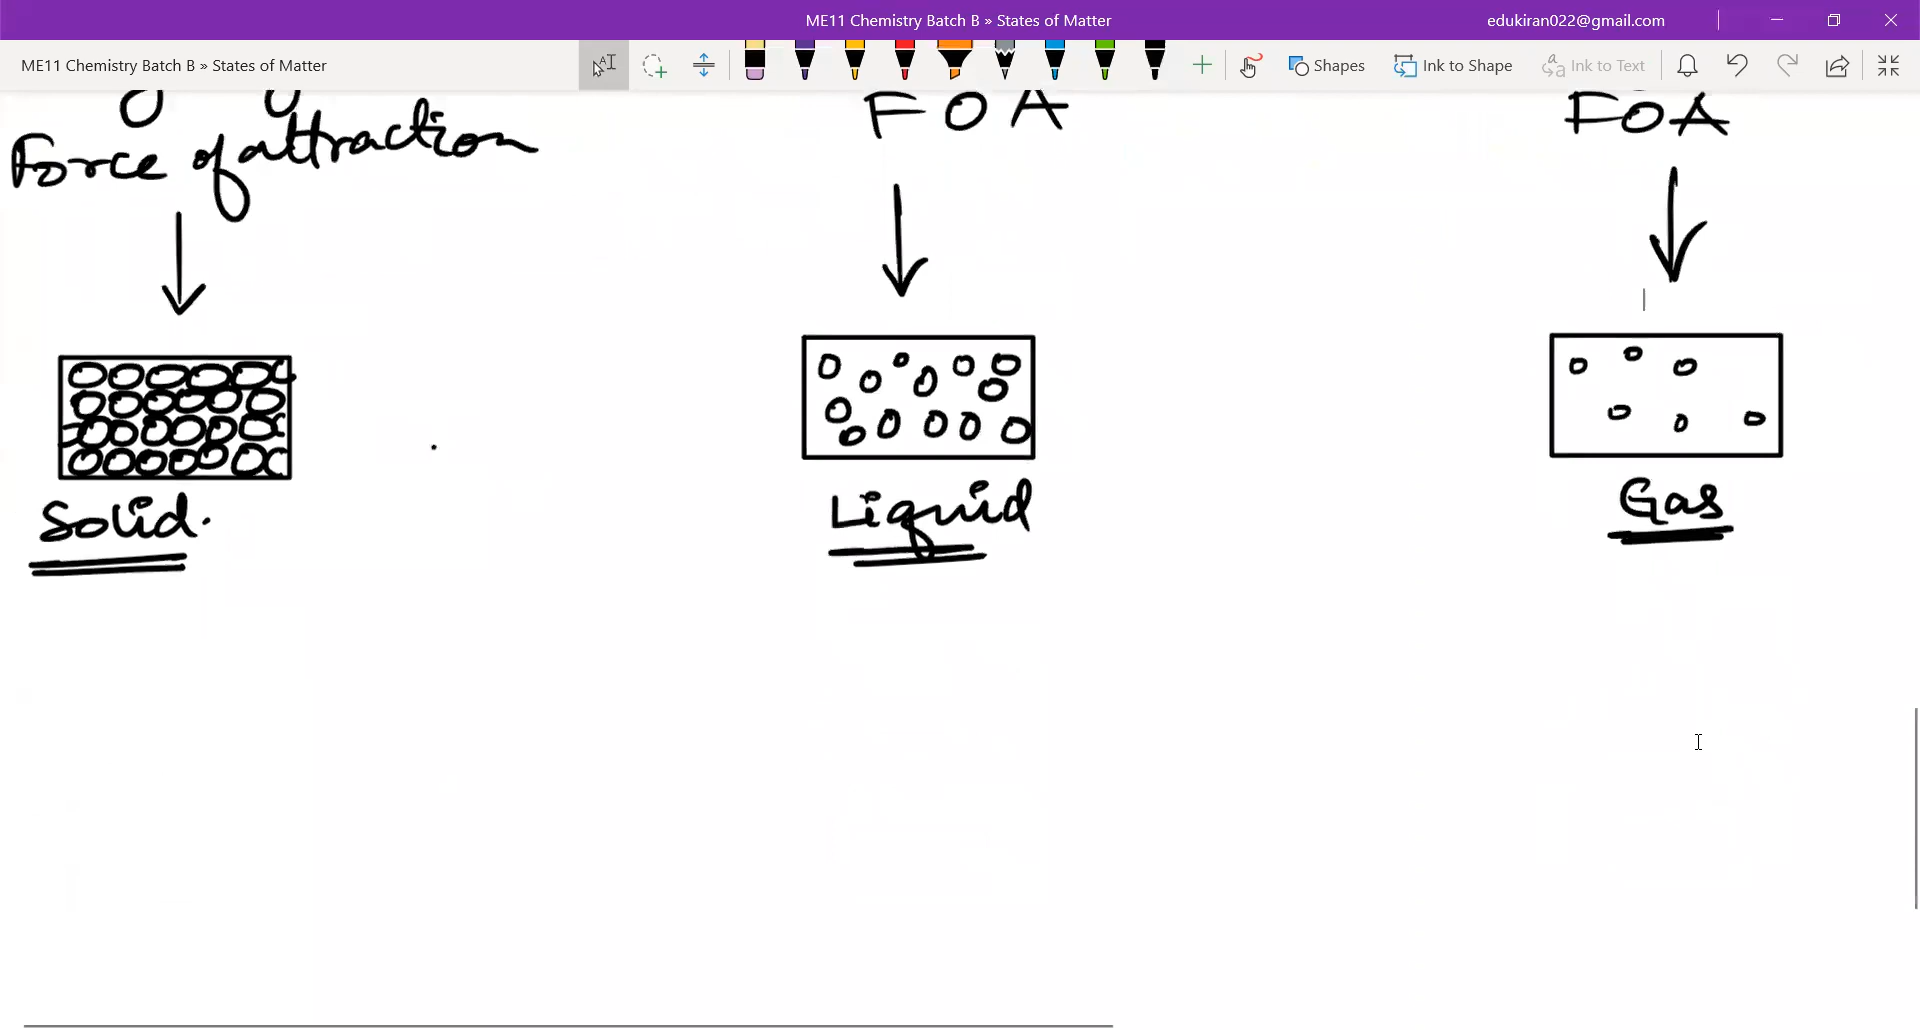 ME11 Chemistry Batch B » States of Matter
edukiran022@gmail.com
ME11 Chemistry Batch B » States of Matter
Shapes
Ink to Shape
Ink to Text
Force of attraction
FOA
FOA
Solid.
Liquid
Gas